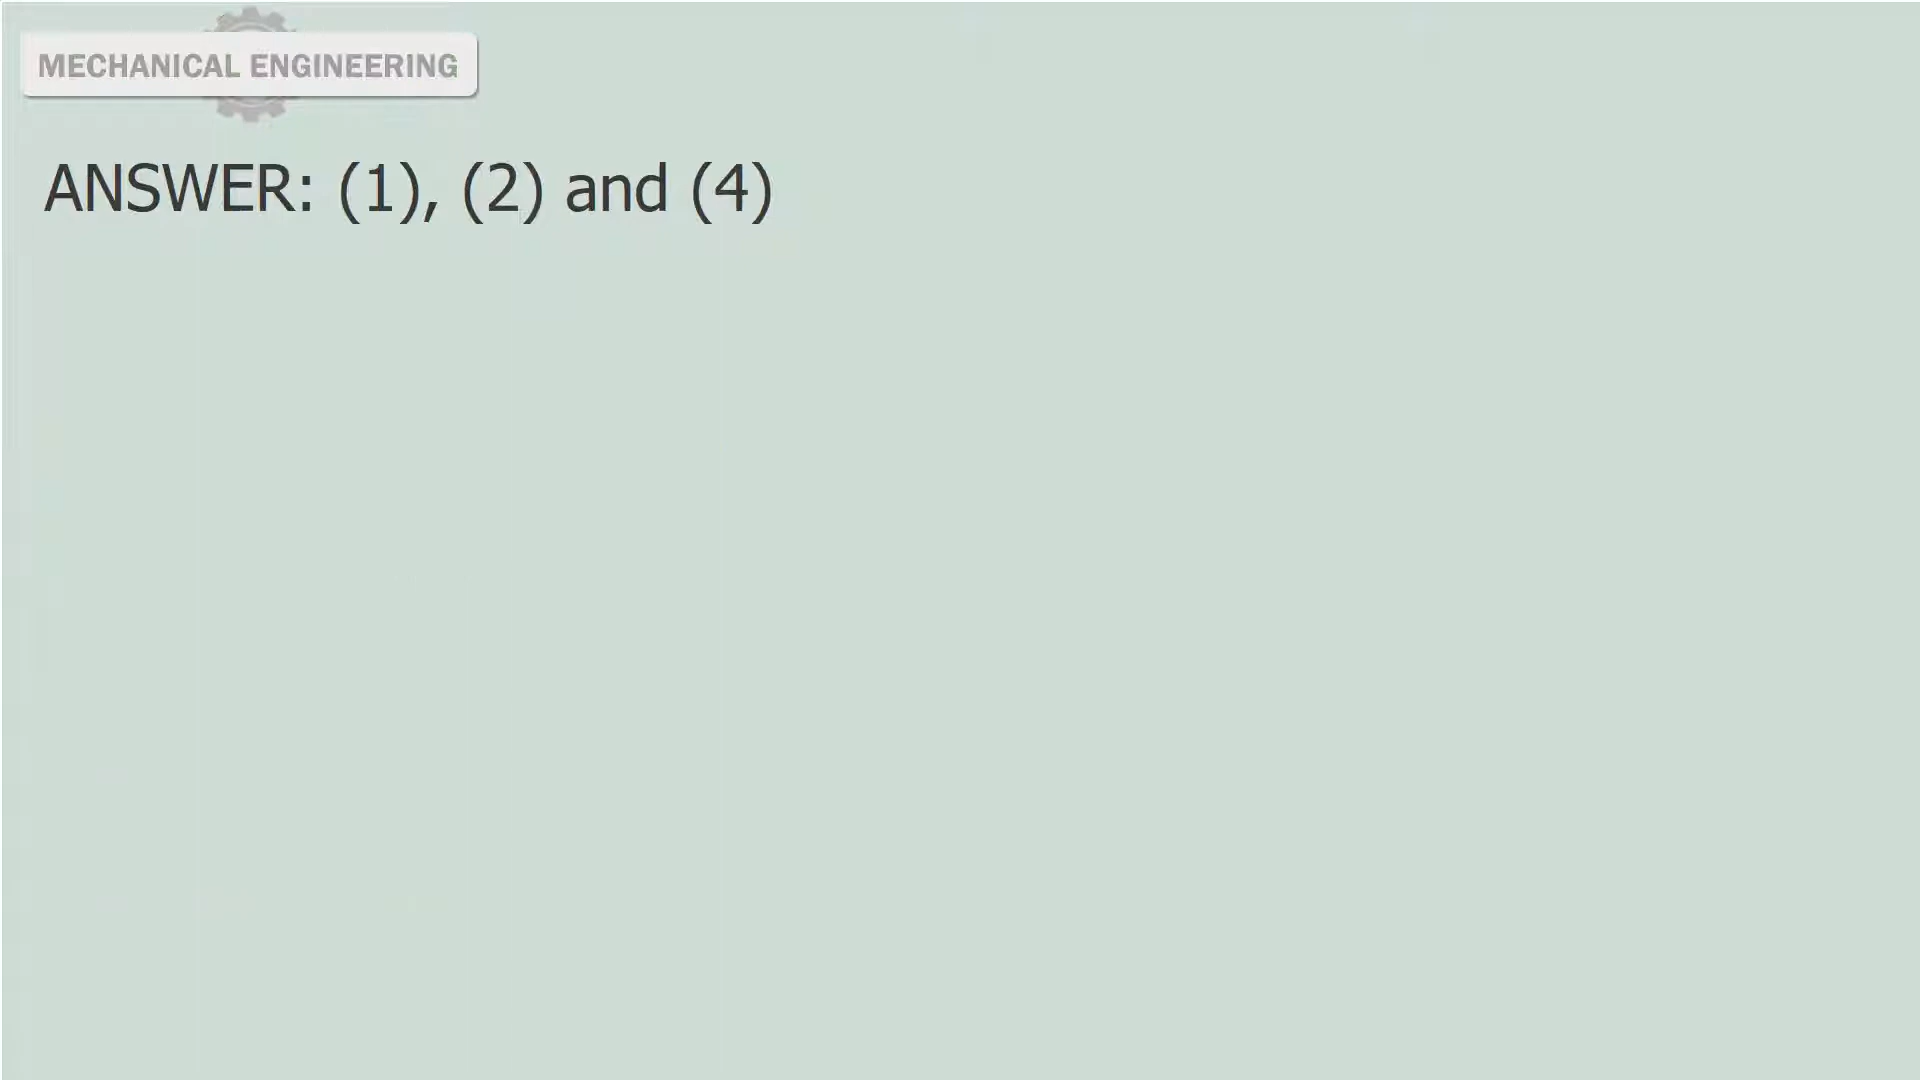 MECHANICAL ENGINEERING
ANSWER: (1), (2) and (4)